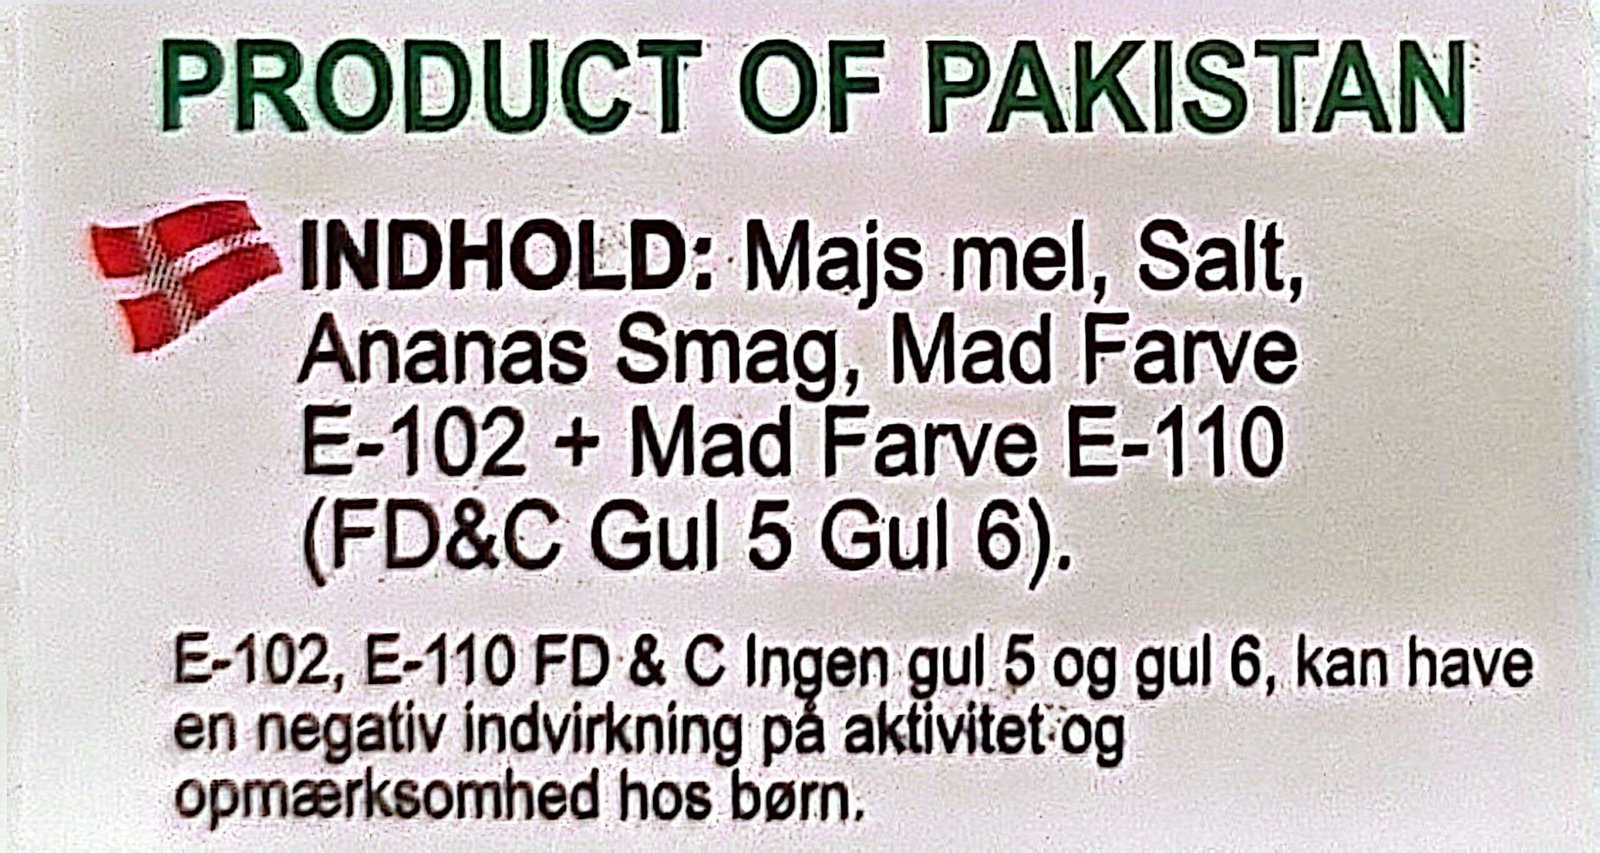 PRODUCT OF PAKISTAN
INDHOLD: Majs mel, Salt,
Ananas Smag, Mad Farve
E-102 + Mad Farve E-110
(FD&C Gul 5 Gul 6).
E-102, E-110 FD & C Ingen gul 5 og gul 6, kan have
en negativ indvirkning på aktivitet og
opmærksomhed hos børn.